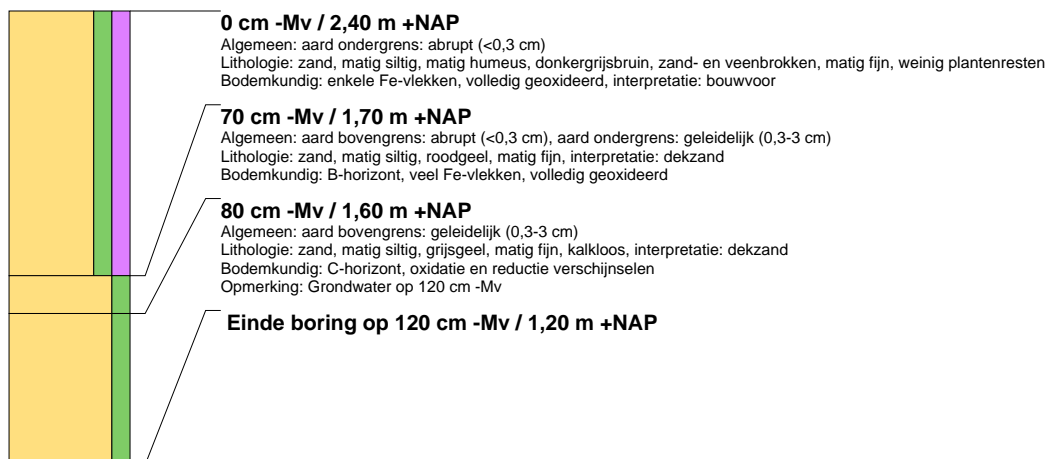 0 cm -Mv / 2,40 m +NAP
Algemeen: aard ondergrens: abrupt (<0,3 cm)
Lithologie: zand, matig siltig, matig humeus, donkergrijsbruin, zand- en veenbrokken, matig fijn, weinig plantenresten
Bodemkundig: enkele Fe-vlekken, volledig geoxideerd, interpretatie: bouwvoor
70 cm -Mv / 1,70 m +NAP
Algemeen: aard bovengrens: abrupt (<0,3 cm), aard ondergrens: geleidelijk (0,3-3 cm)
Lithologie: zand, matig siltig, roodgeel, matig fijn, interpretatie: dekzand
Bodemkundig: B-horizont, veel Fe-vlekken, volledig geoxideerd
80 cm -Mv / 1,60 m +NAP
Algemeen: aard bovengrens: geleidelijk (0,3-3 cm)
Lithologie: zand, matig siltig, grijsgeel, matig fijn, kalkloos, interpretatie: dekzand
Bodemkundig: C-horizont, oxidatie en reductie verschijnselen
Opmerking: Grondwater op 120 cm -Mv
Einde boring op 120 cm -Mv / 1,20 m +NAP